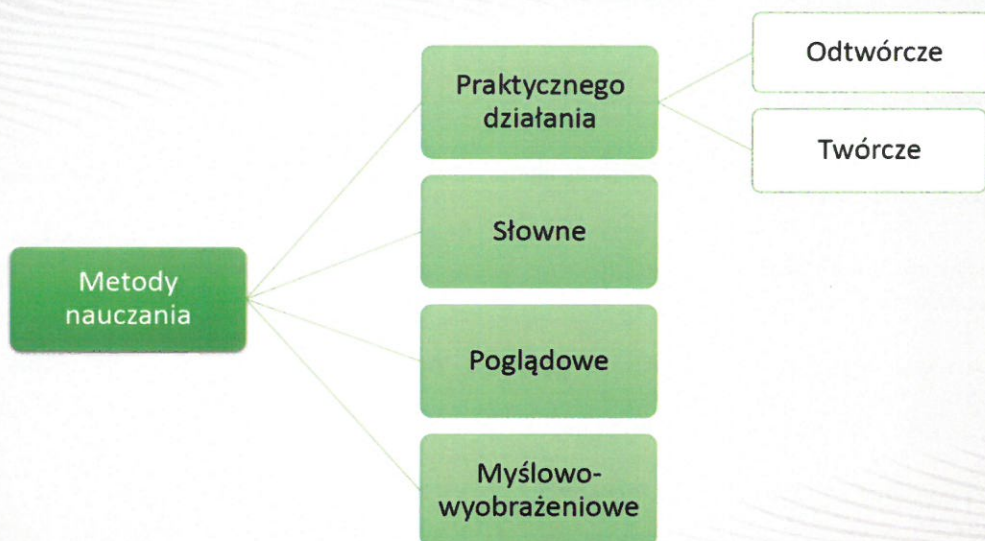 Metody
nauczania
Praktycznego
działania
Odtwórcze
Twórcze
Słowne
Poglądowe
Myślowo-
wyobrażeniowe